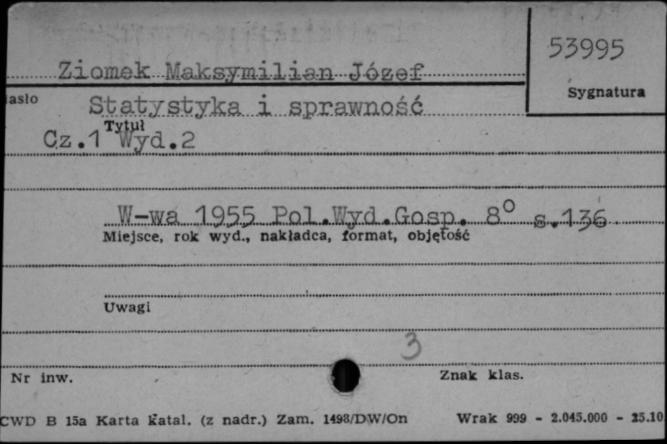 53995
Ziomek Maksymilian Józef
Sygnatura
asło Statystyka i sprawność
Tytuł
Cz.1 Wyd.2
W-wa 1955 Pol.Wyd.Gosp. 8° s.136
Miejsce, rok wyd., nakładca, format, objętość
Uwagi
3
Nr inw. Znak klas.
CWD B 15a Karta katal. (z nadr.) Zam. 1498/DW/On Wrak 999 - 2.045.000 - 25.10